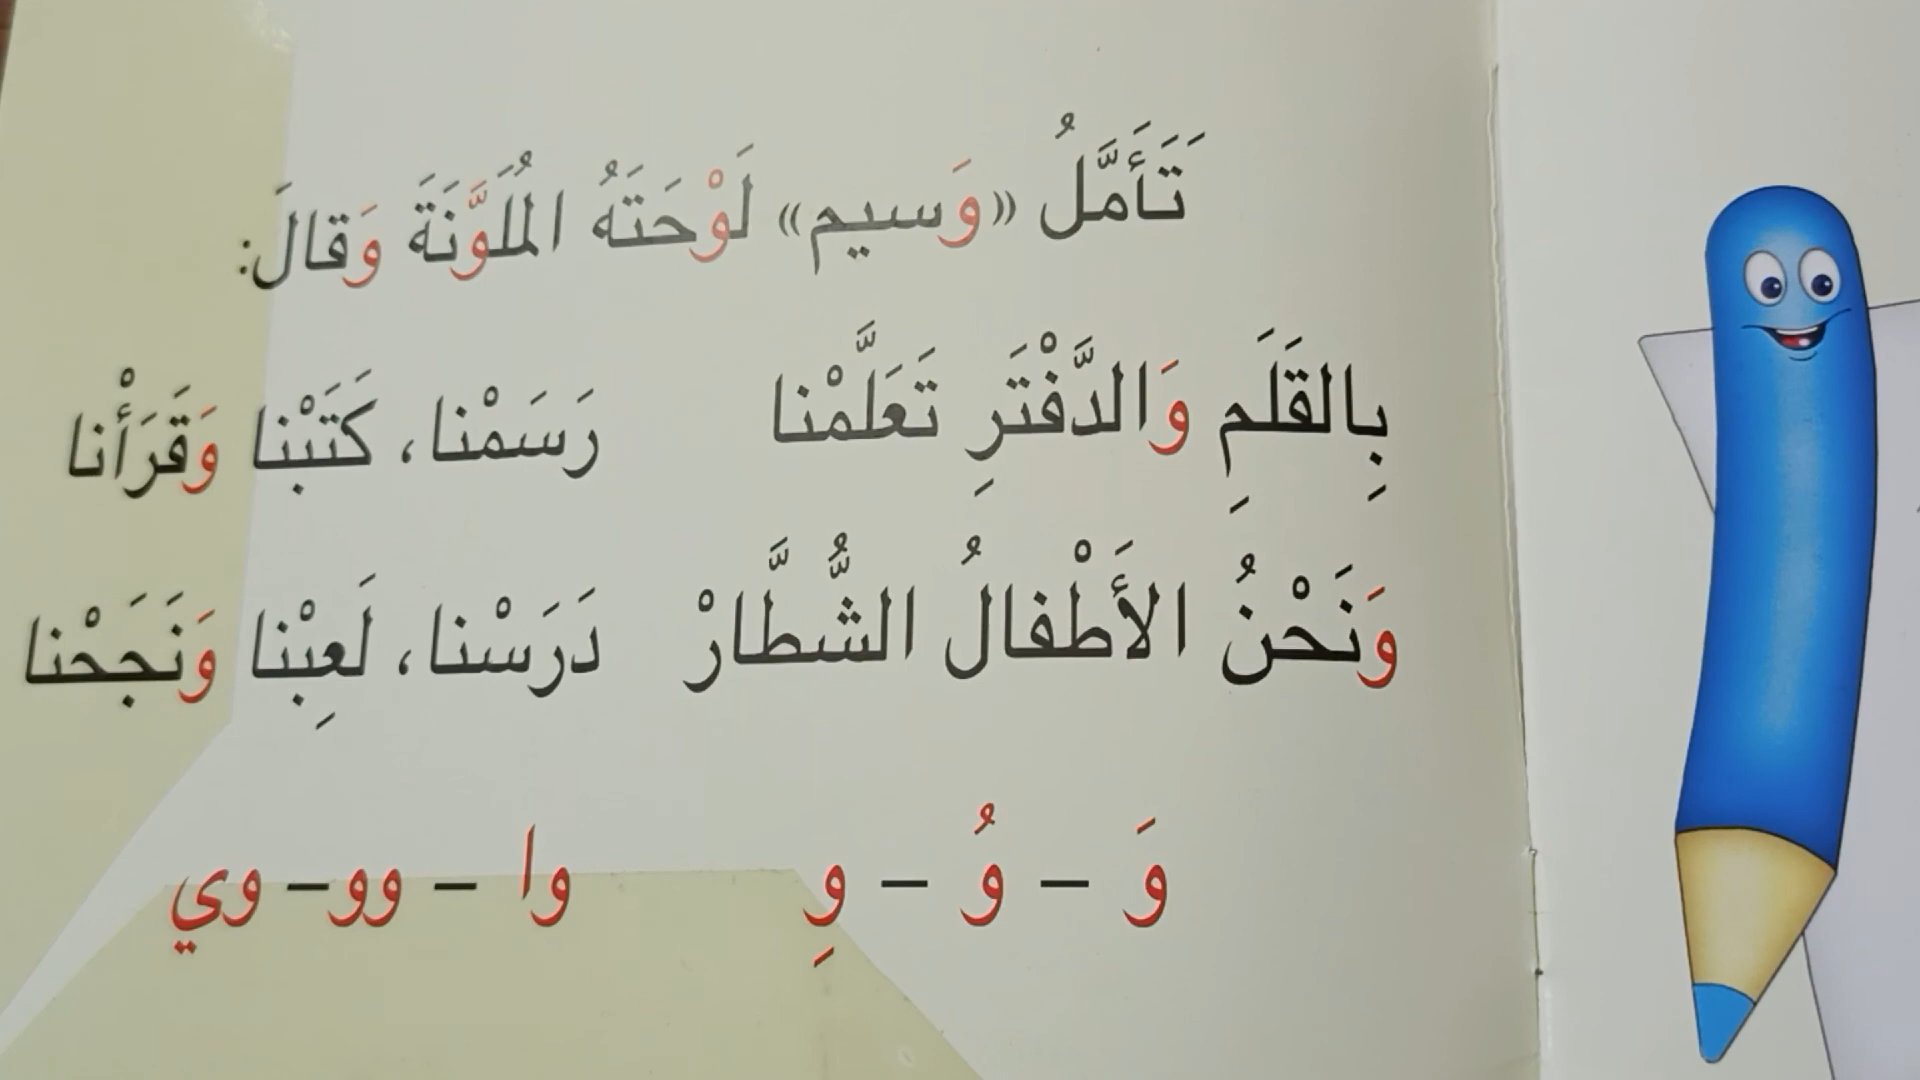 تَأَمَّلُ «وَسيم» لَوْحَتَهُ المُلَوَّنَةَ وَقالَ:
بِالقَلَمِ وَالدَّفْتَرِ تَعَلَّمْنا رَسَمْنا، كَتَبْنا وَقَرَأْنا
وَنَحْنُ الأَطْفالُ الشُّطَّارْ دَرَسْنا، لَعِبْنا وَنَجَحْنا
وَ – وُ – وِ وا – وو – وي